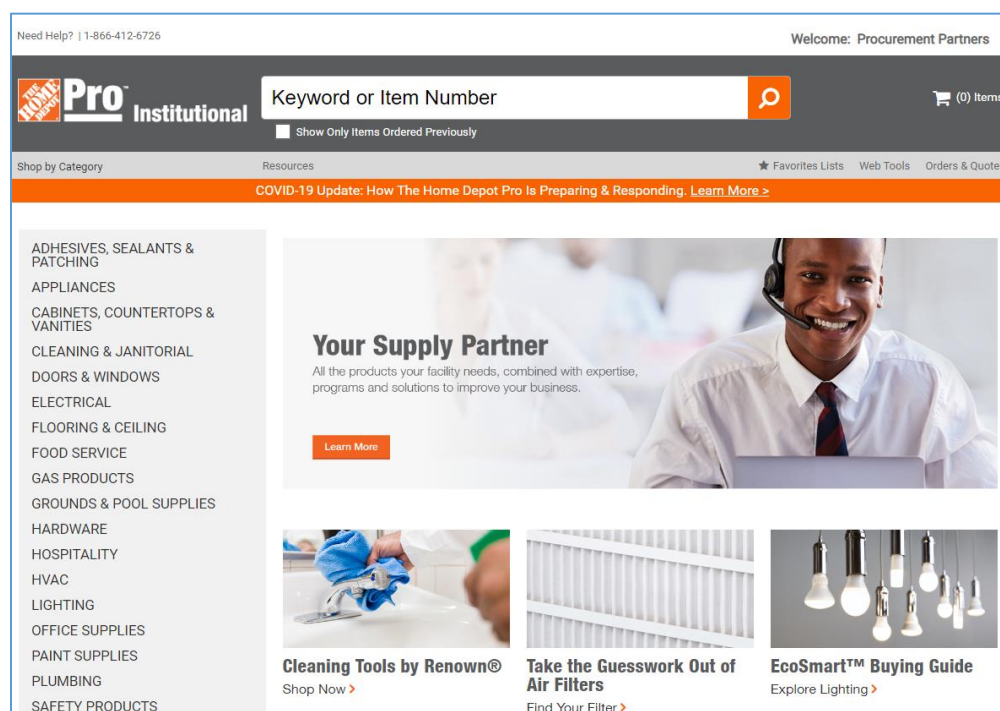 Need Help? | 1-866-412-6726
Welcome: Procurement Partners
THE
HOME
DEPOT
Pro™ Institutional
Keyword or Item Number
Show Only Items Ordered Previously
(0) Items
Shop by Category
Resources
Favorites Lists
Web Tools
Orders & Quote
COVID-19 Update: How The Home Depot Pro Is Preparing & Responding. Learn More >
ADHESIVES, SEALANTS &
PATCHING
APPLIANCES
CABINETS, COUNTERTOPS &
VANITIES
CLEANING & JANITORIAL
DOORS & WINDOWS
ELECTRICAL
FLOORING & CEILING
FOOD SERVICE
GAS PRODUCTS
GROUNDS & POOL SUPPLIES
HARDWARE
HOSPITALITY
HVAC
LIGHTING
OFFICE SUPPLIES
PAINT SUPPLIES
PLUMBING
SAFETY PRODUCTS
Your Supply Partner
All the products your facility needs, combined with expertise,
programs and solutions to improve your business.
Learn More
Cleaning Tools by Renown®
Shop Now >
Take the Guesswork Out of
Air Filters
Find Your Filter >
EcoSmart™ Buying Guide
Explore Lighting >